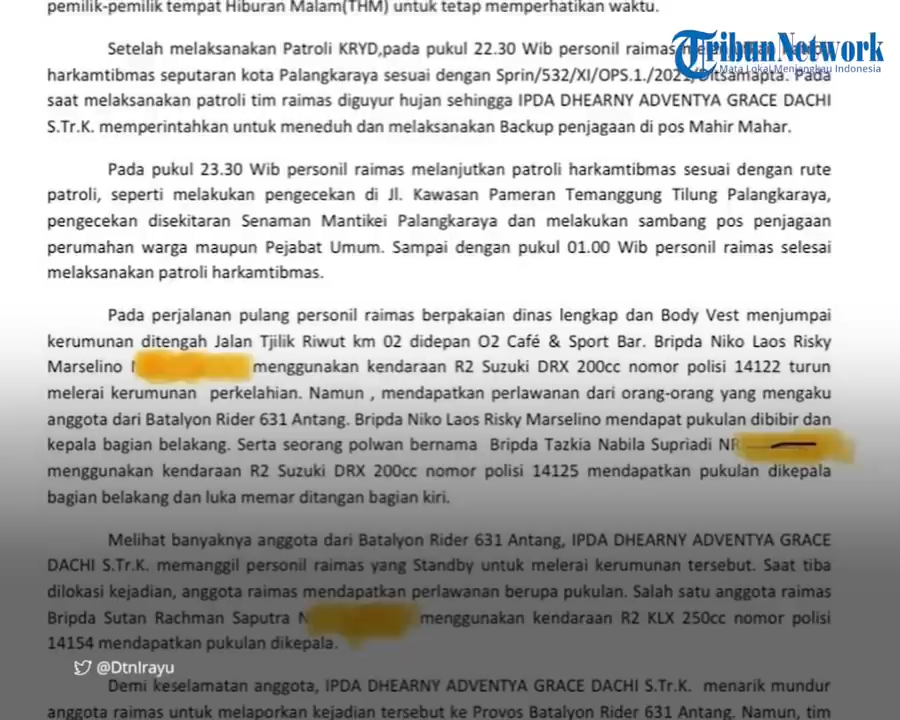 pemilik-pemilik tempat Hiburan Malam(THM) untuk tetap memperhatikan waktu.
Tribun Network
Mata Lokal Menjangkau Indonesia
Setelah melaksanakan Patroli KRYD,pada pukul 22.30 Wib personil raimas melanjutkan patroli
harkamtibmas seputaran kota Palangkaraya sesuai dengan Sprin/532/XI/OPS.1./2021/Ditsamapta. Pada
saat melaksanakan patroli tim raimas diguyur hujan sehingga IPDA DHEARNY ADVENTYA GRACE DACHI
S.Tr.K. memperintahkan untuk meneduh dan melaksanakan Backup penjagaan di pos Mahir Mahar.
Pada pukul 23.30 Wib personil raimas melanjutkan patroli harkamtibmas sesuai dengan rute
patroli, seperti melakukan pengecekan di Jl. Kawasan Pameran Temanggung Tilung Palangkaraya,
pengecekan disekitaran Senaman Mantikei Palangkaraya dan melakukan sambang pos penjagaan
perumahan warga maupun Pejabat Umum. Sampai dengan pukul 01.00 Wib personil raimas selesai
melaksanakan patroli harkamtibmas.
Pada perjalanan pulang personil raimas berpakaian dinas lengkap dan Body Vest menjumpai
kerumunan ditengah Jalan Tjilik Riwut km 02 didepan O2 Café & Sport Bar. Bripda Niko Laos Risky
Marselino menggunakan kendaraan R2 Suzuki DRX 200cc nomor polisi 14122 turun
melerai kerumunan perkelahian. Namun , mendapatkan perlawanan dari orang-orang yang mengaku
anggota dari Batalyon Rider 631 Antang. Bripda Niko Laos Risky Marselino mendapat pukulan dibibir dan
kepala bagian belakang. Serta seorang polwan bernama Bripda Tazkia Nabila Supriadi NR
menggunakan kendaraan R2 Suzuki DRX 200cc nomor polisi 14125 mendapatkan pukulan dikepala
bagian belakang dan luka memar ditangan bagian kiri.
Melihat banyaknya anggota dari Batalyon Rider 631 Antang, IPDA DHEARNY ADVENTYA GRACE
DACHI S.Tr.K. memanggil personil raimas yang Standby untuk melerai kerumunan tersebut. Saat tiba
dilokasi kejadian, anggota raimas mendapatkan perlawanan berupa pukulan. Salah satu anggota raimas
Bripda Sutan Rachman Saputra N menggunakan kendaraan R2 KLX 250cc nomor polisi
14154 mendapatkan pukulan dikepala.
@DtnIrayu
Demi keselamatan anggota, IPDA DHEARNY ADVENTYA GRACE DACHI S.Tr.K. menarik mundur
anggota raimas untuk melaporkan kejadian tersebut ke Provos Batalyon Rider 631 Antang. Namun, tim